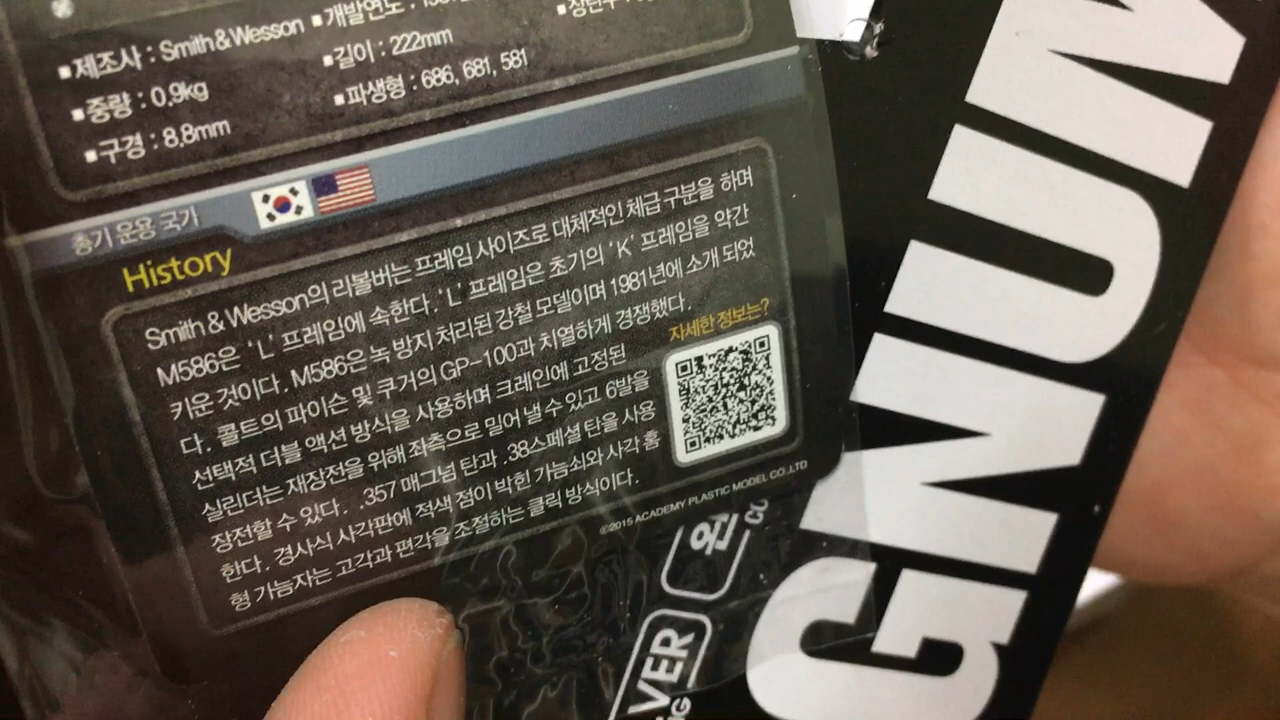 ■제조사 : Smith & Wesson ■개발연도 :
■중량 : 0,9kg ■길이 : 222mm
■구경 : 8,8mm ■파생형 : 686, 681, 581
총기 운용 국가
History
Smith & Wesson의 리볼버는 프레임 사이즈로 대체적인 체급 구분을 하며
M586은 'L' 프레임에 속한다. 'L' 프레임은 초기의 'K' 프레임을 약간
키운 것이다. M586은 녹 방지 처리된 강철 모델이며 1981년에 소개 되었
다. 콜트의 파이슨 및 쿠거의 GP-100과 치열하게 경쟁했다.
선택적 더블 액션 방식을 사용하며 크레인에 고정된
실린더는 재장전을 위해 좌측으로 밀어 낼 수 있고 6발을
장전할 수 있다. .357 매그넘 탄과 .38스페셜 탄을 사용
한다. 경사식 사각판에 적색 점이 박힌 가늠쇠와 사각 홈
형 가늠자는 고각과 편각을 조절하는 클릭 방식이다.
자세한 정보는?
©2015 ACADEMY PLASTIC MODEL CO.,LTD
원
CO
VER
GNUM